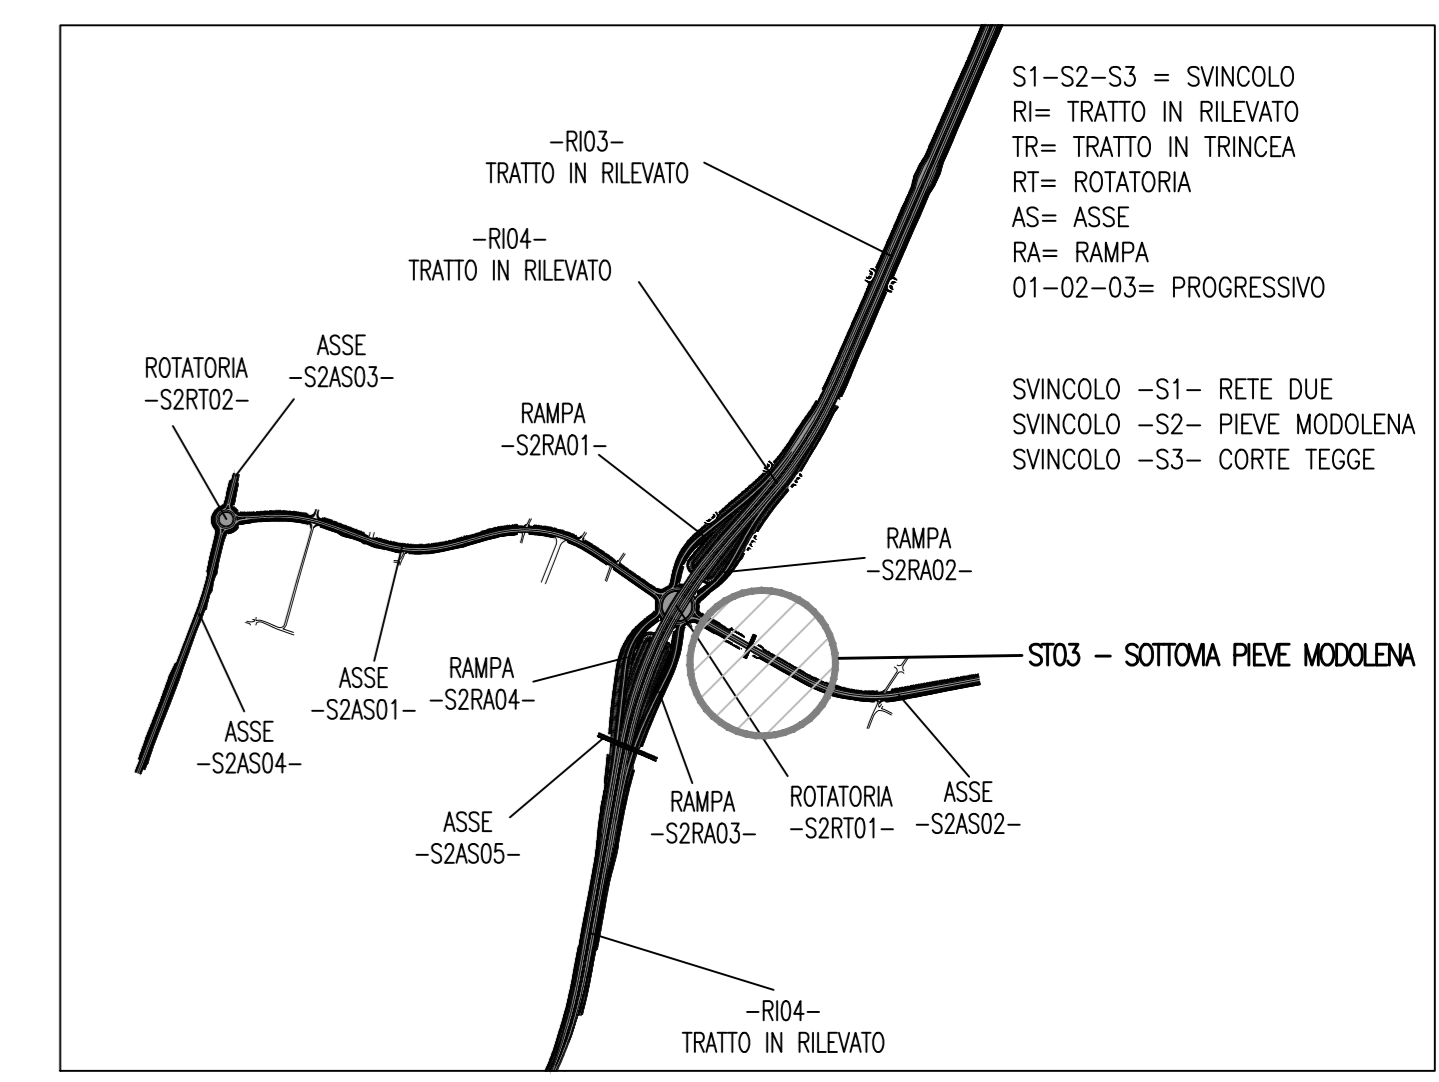 S1-S2-S3 = SVINCOLO
RI= TRATTO IN RILEVATO
TR= TRATTO IN TRINCEA
RT= ROTATORIA
AS= ASSE
RA= RAMPA
01-02-03= PROGRESSIVO
SVINCOLO -S1- RETE DUE
SVINCOLO -S2- PIEVE MODOLENA
SVINCOLO -S3- CORTE TEGGE
-RI03-
TRATTO IN RILEVATO
-RI04-
TRATTO IN RILEVATO
ASSE
-S2AS03-
ROTATORIA
-S2RT02-
RAMPA
-S2RA01-
RAMPA
-S2RA02-
ST03 - SOTTOVIA PIEVE MODOLENA
RAMPA
-S2RA04-
ASSE
-S2AS01-
ASSE
-S2AS04-
RAMPA
-S2RA03-
ROTATORIA
-S2RT01-
ASSE
-S2AS02-
ASSE
-S2AS05-
-RI04-
TRATTO IN RILEVATO